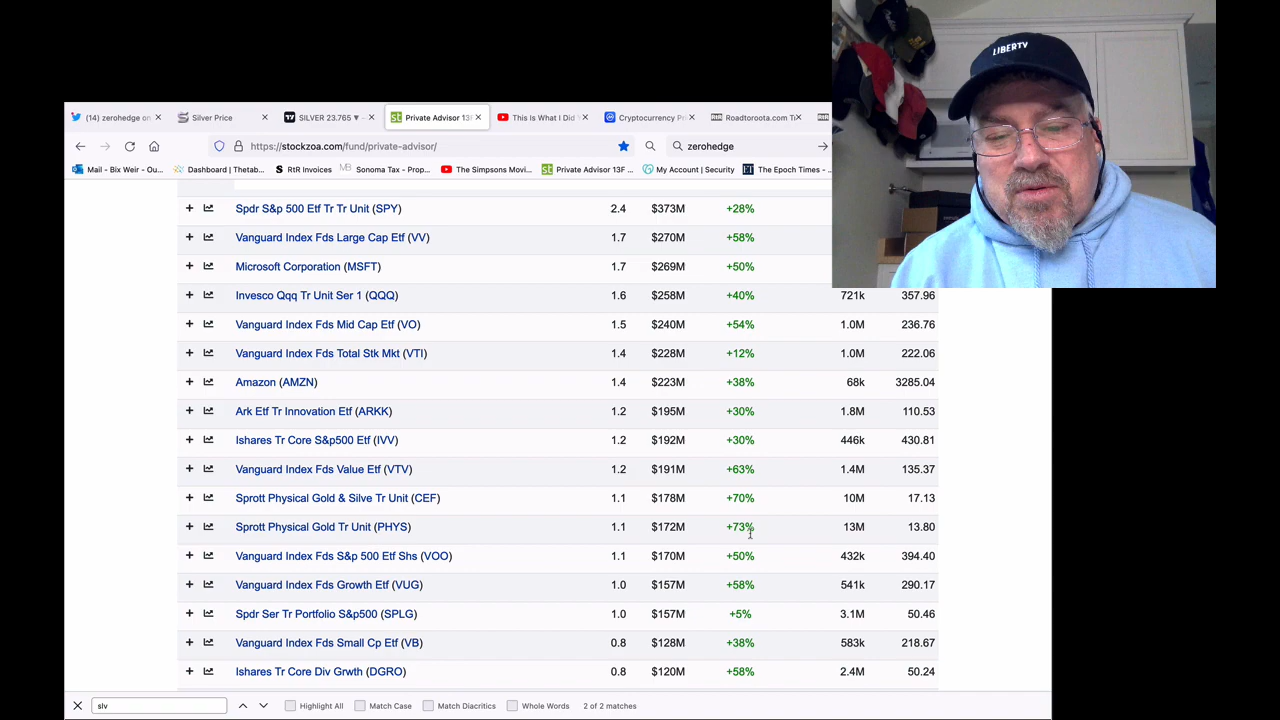 LIBERTY
(14) zerohedge on
Silver Price
SILVER 23.765 ▼
Private Advisor 13F
This Is What I Did
Cryptocurrency Pri
Roadtoroota.com Ti
https://stockzoa.com/fund/private-advisor/
zerohedge
Mail - Bix Weir - Ou...
Dashboard | Thetab...
RtR Invoices
Sonoma Tax - Prop...
The Simpsons Movi...
Private Advisor 13F ...
My Account | Security
The Epoch Times -
+ Spdr S&p 500 Etf Tr Tr Unit (SPY) 2.4 $373M +28%
+ Vanguard Index Fds Large Cap Etf (VV) 1.7 $270M +58%
+ Microsoft Corporation (MSFT) 1.7 $269M +50%
+ Invesco Qqq Tr Unit Ser 1 (QQQ) 1.6 $258M +40% 721k 357.96
+ Vanguard Index Fds Mid Cap Etf (VO) 1.5 $240M +54% 1.0M 236.76
+ Vanguard Index Fds Total Stk Mkt (VTI) 1.4 $228M +12% 1.0M 222.06
+ Amazon (AMZN) 1.4 $223M +38% 68k 3285.04
+ Ark Etf Tr Innovation Etf (ARKK) 1.2 $195M +30% 1.8M 110.53
+ Ishares Tr Core S&p500 Etf (IVV) 1.2 $192M +30% 446k 430.81
+ Vanguard Index Fds Value Etf (VTV) 1.2 $191M +63% 1.4M 135.37
+ Sprott Physical Gold & Silve Tr Unit (CEF) 1.1 $178M +70% 10M 17.13
+ Sprott Physical Gold Tr Unit (PHYS) 1.1 $172M +73% 13M 13.80
+ Vanguard Index Fds S&p 500 Etf Shs (VOO) 1.1 $170M +50% 432k 394.40
+ Vanguard Index Fds Growth Etf (VUG) 1.0 $157M +58% 541k 290.17
+ Spdr Ser Tr Portfolio S&p500 (SPLG) 1.0 $157M +5% 3.1M 50.46
+ Vanguard Index Fds Small Cp Etf (VB) 0.8 $128M +38% 583k 218.67
+ Ishares Tr Core Div Grwth (DGRO) 0.8 $120M +58% 2.4M 50.24
slv Highlight All Match Case Match Diacritics Whole Words 2 of 2 matches